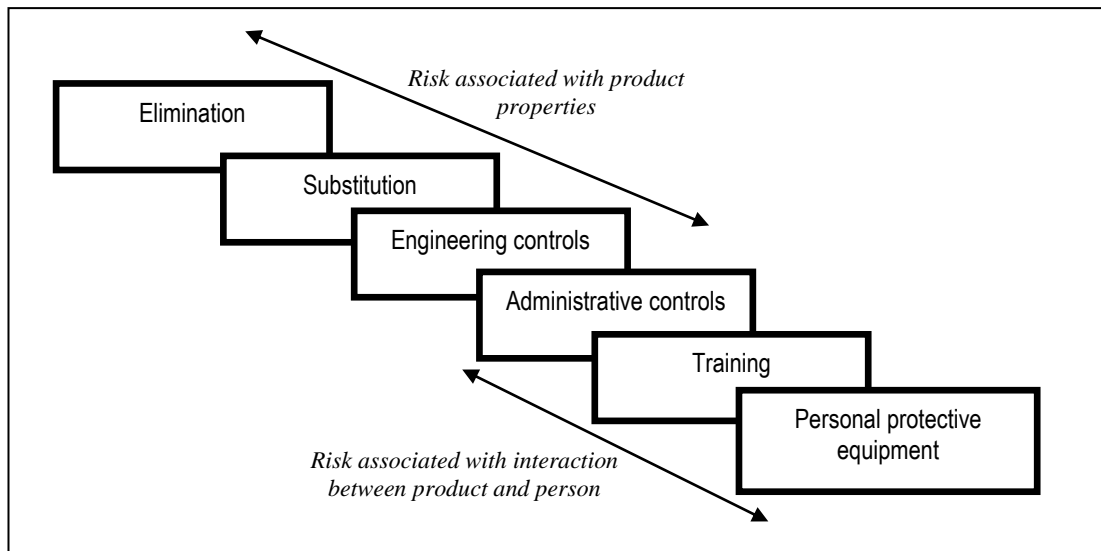 Risk associated with product
properties
Elimination
Substitution
Engineering controls
Administrative controls
Training
Personal protective
equipment
Risk associated with interaction
between product and person